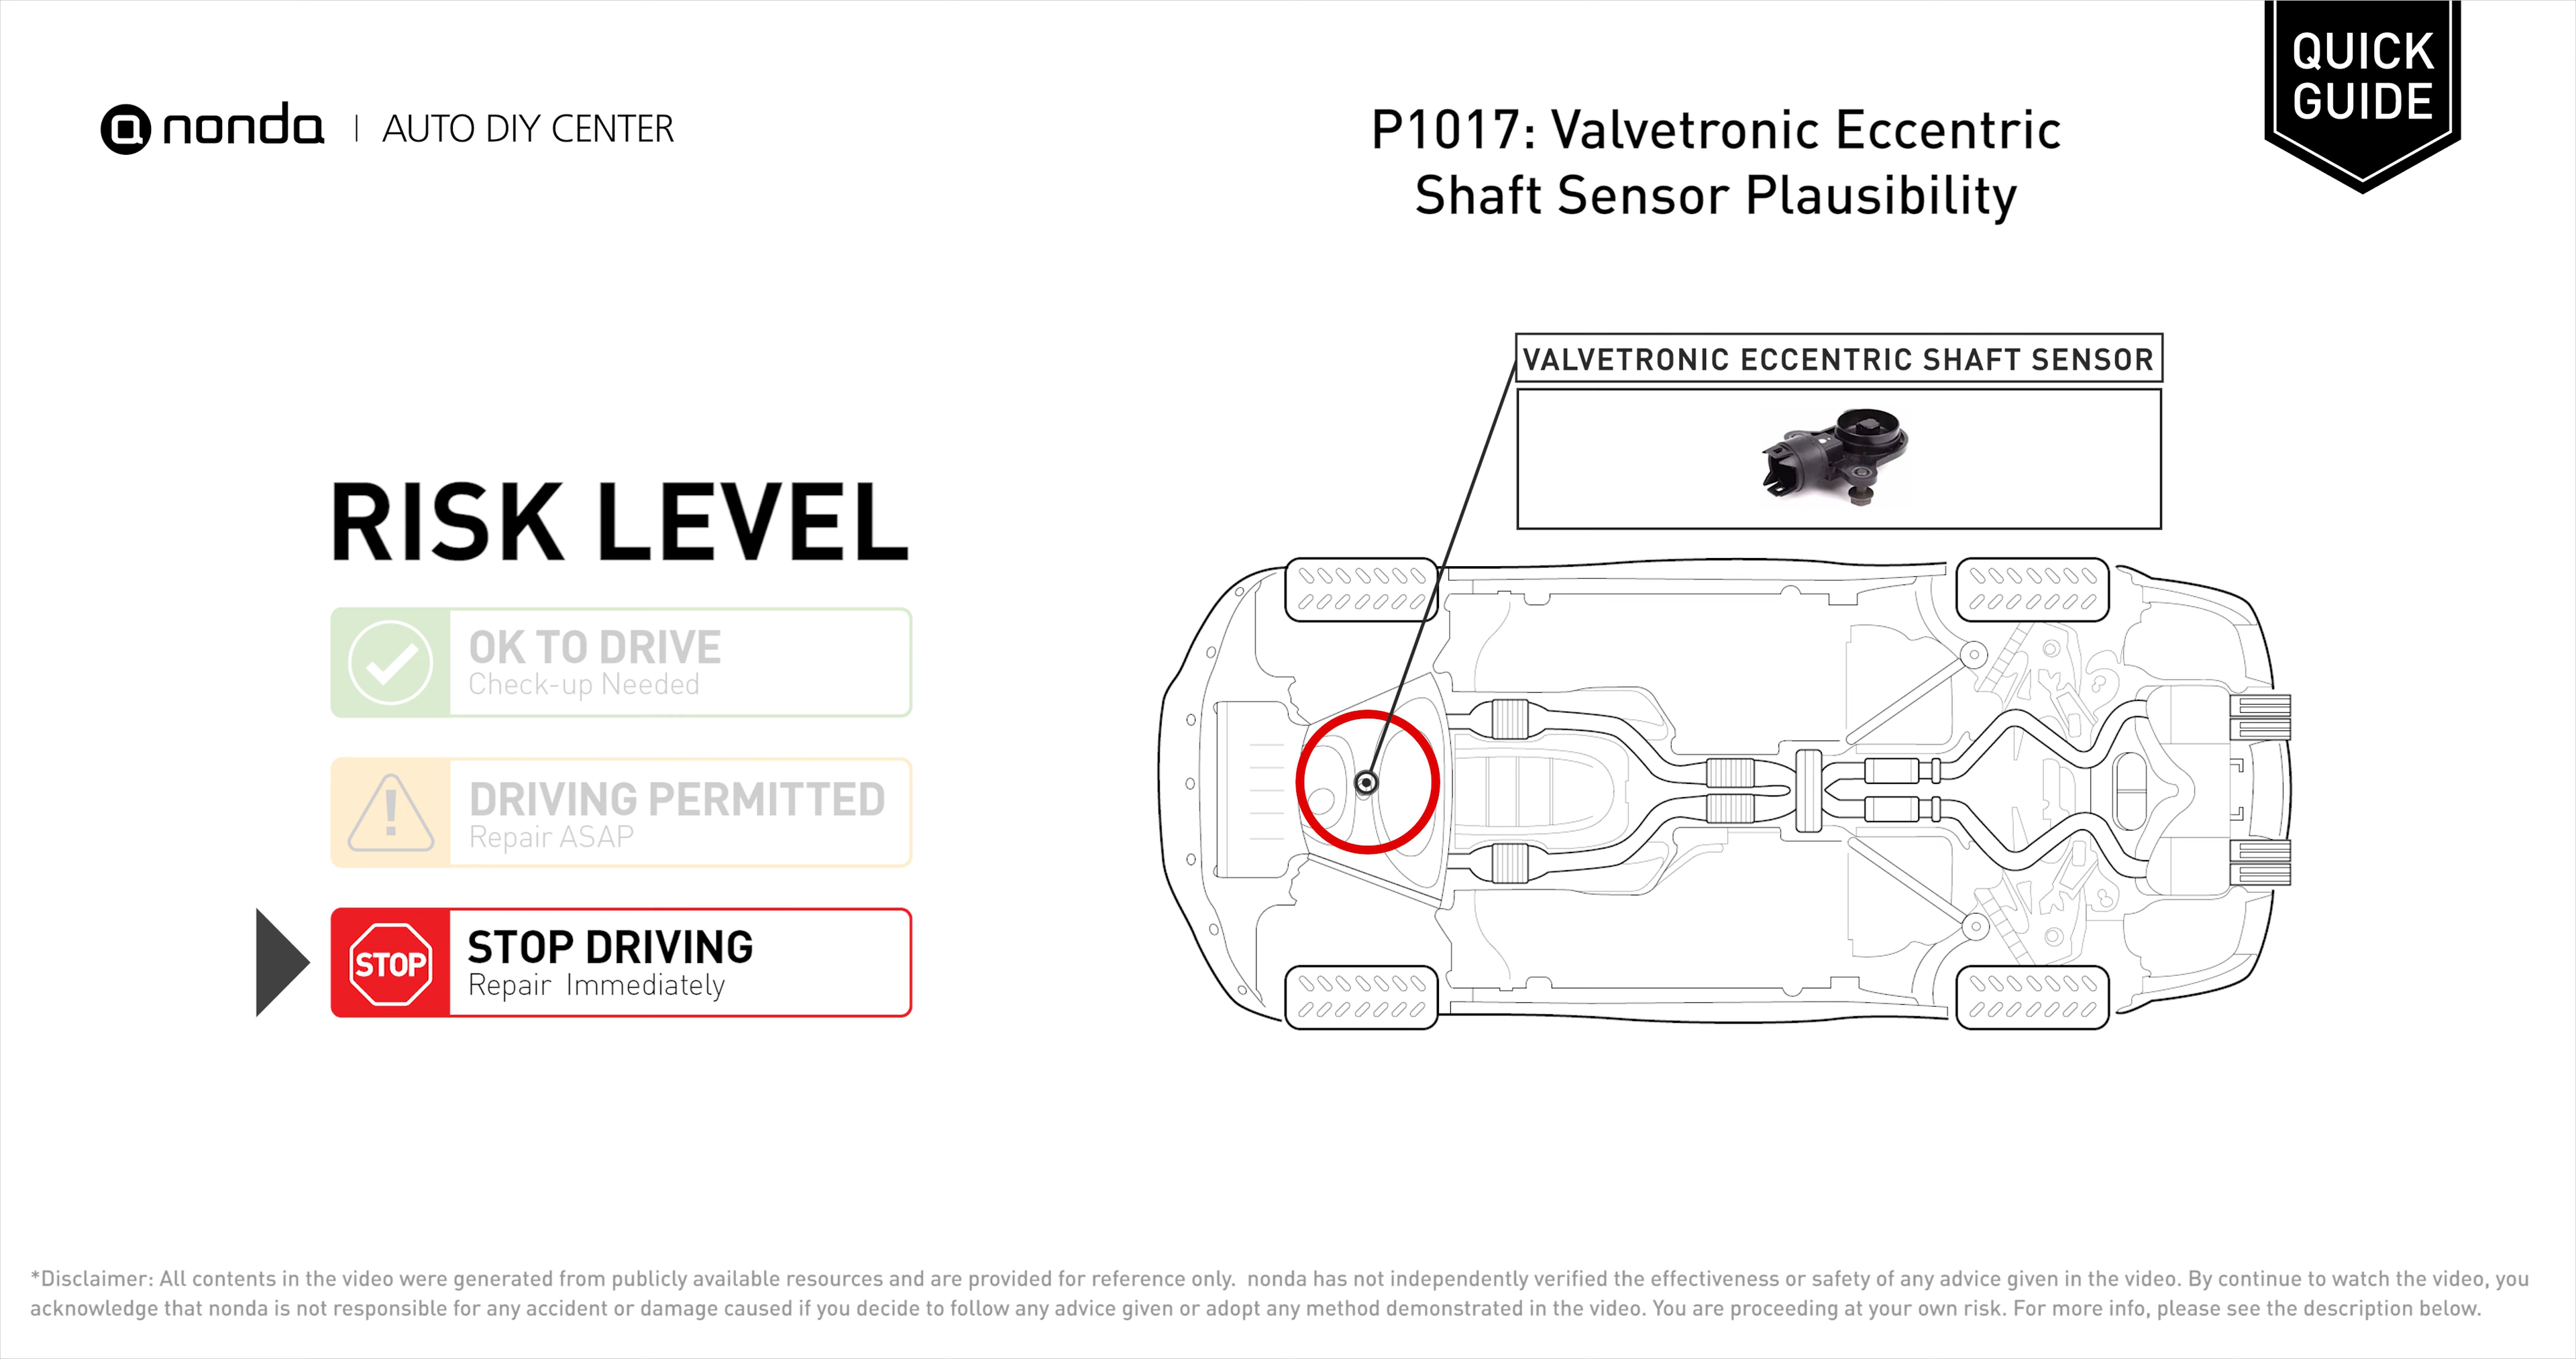 nonda | AUTO DIY CENTER
P1017: Valvetronic Eccentric
Shaft Sensor Plausibility
QUICK
GUIDE
VALVETRONIC ECCENTRIC SHAFT SENSOR
RISK LEVEL
OK TO DRIVE
Check-up Needed
DRIVING PERMITTED
Repair ASAP
STOP
STOP DRIVING
Repair Immediately
*Disclaimer: All contents in the video were generated from publicly available resources and are provided for reference only. nonda has not independently verified the effectiveness or safety of any advice given in the video. By continue to watch the video, you
acknowledge that nonda is not responsible for any accident or damage caused if you decide to follow any advice given or adopt any method demonstrated in the video. You are proceeding at your own risk. For more info, please see the description below.